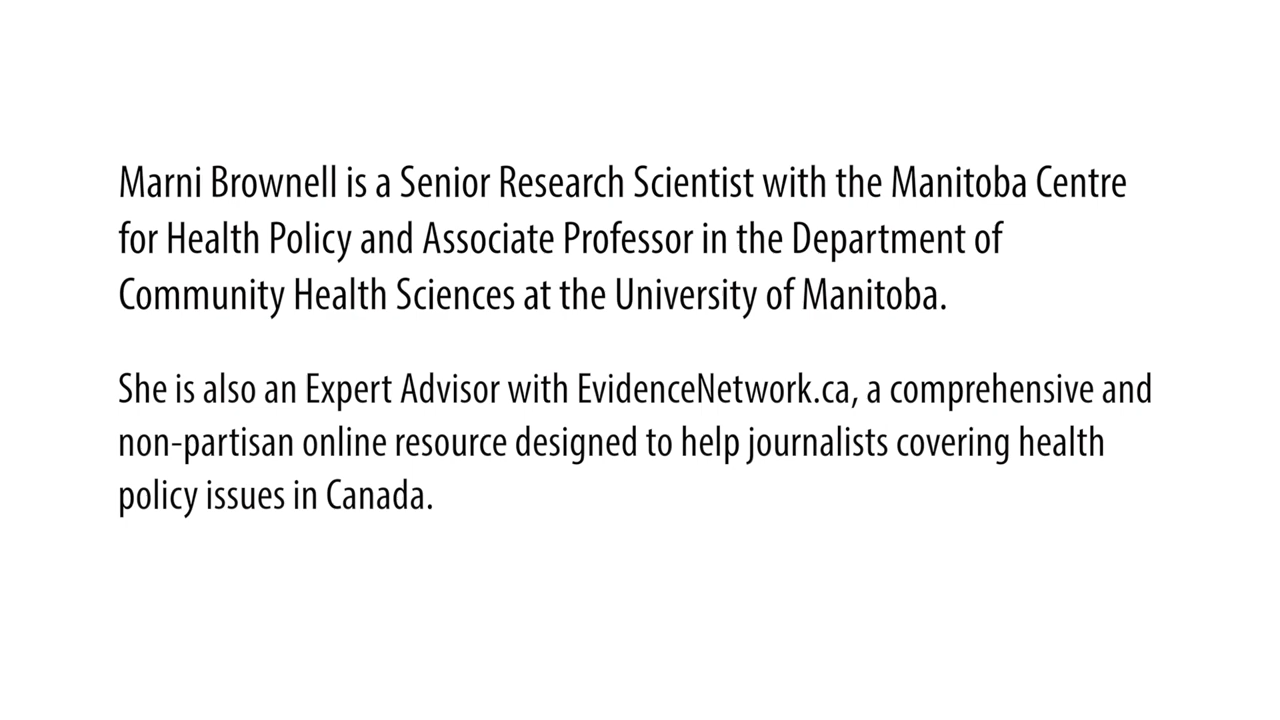 Marni Brownell is a Senior Research Scientist with the Manitoba Centre
for Health Policy and Associate Professor in the Department of
Community Health Sciences at the University of Manitoba.
She is also an Expert Advisor with EvidenceNetwork.ca, a comprehensive and
non-partisan online resource designed to help journalists covering health
policy issues in Canada.